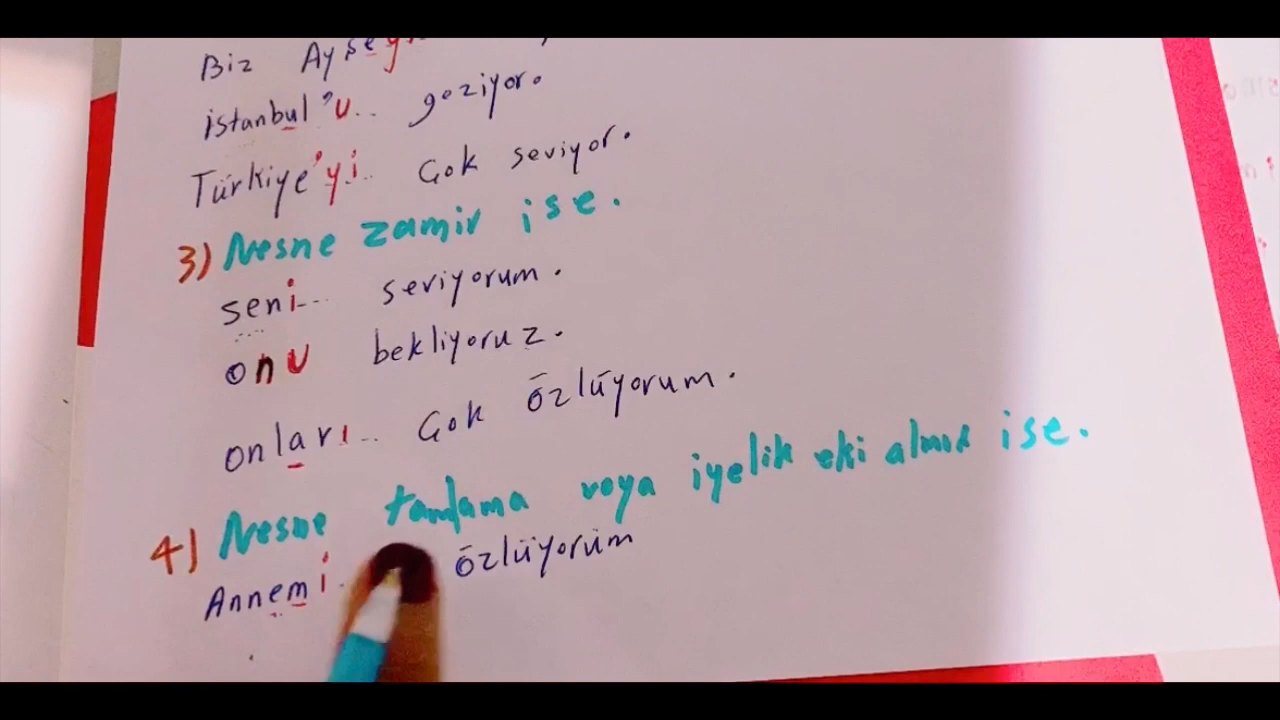 Biz Ayşe'y
İstanbul'u.. geziyor.
Türkiye'yi.. Çok seviyor.
3) Nesne zamir ise.
seni... seviyorum.
onu bekliyoruz.
onları.. Çok özlüyorum.
4) Nesne tamlama veya iyelik eki almış ise.
Annemi. özlüyorum